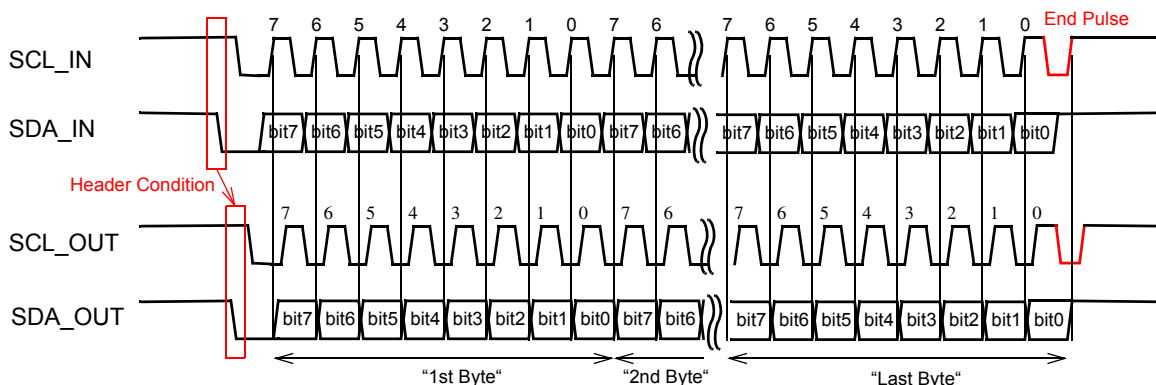 7 6 5 4 3 2 1 0 7 6 7 6 5 4 3 2 1 0 End Pulse
SCL_IN
SDA_IN bit7 bit6 bit5 bit4 bit3 bit2 bit1 bit0 bit7 bit6 bit7 bit6 bit5 bit4 bit3 bit2 bit1 bit0
Header Condition
7 6 5 4 3 2 1 0 7 6 7 6 5 4 3 2 1 0
SCL_OUT
SDA_OUT bit7 bit6 bit5 bit4 bit3 bit2 bit1 bit0 bit7 bit6 bit7 bit6 bit5 bit4 bit3 bit2 bit1 bit0
“1st Byte“ “2nd Byte“ “Last Byte“